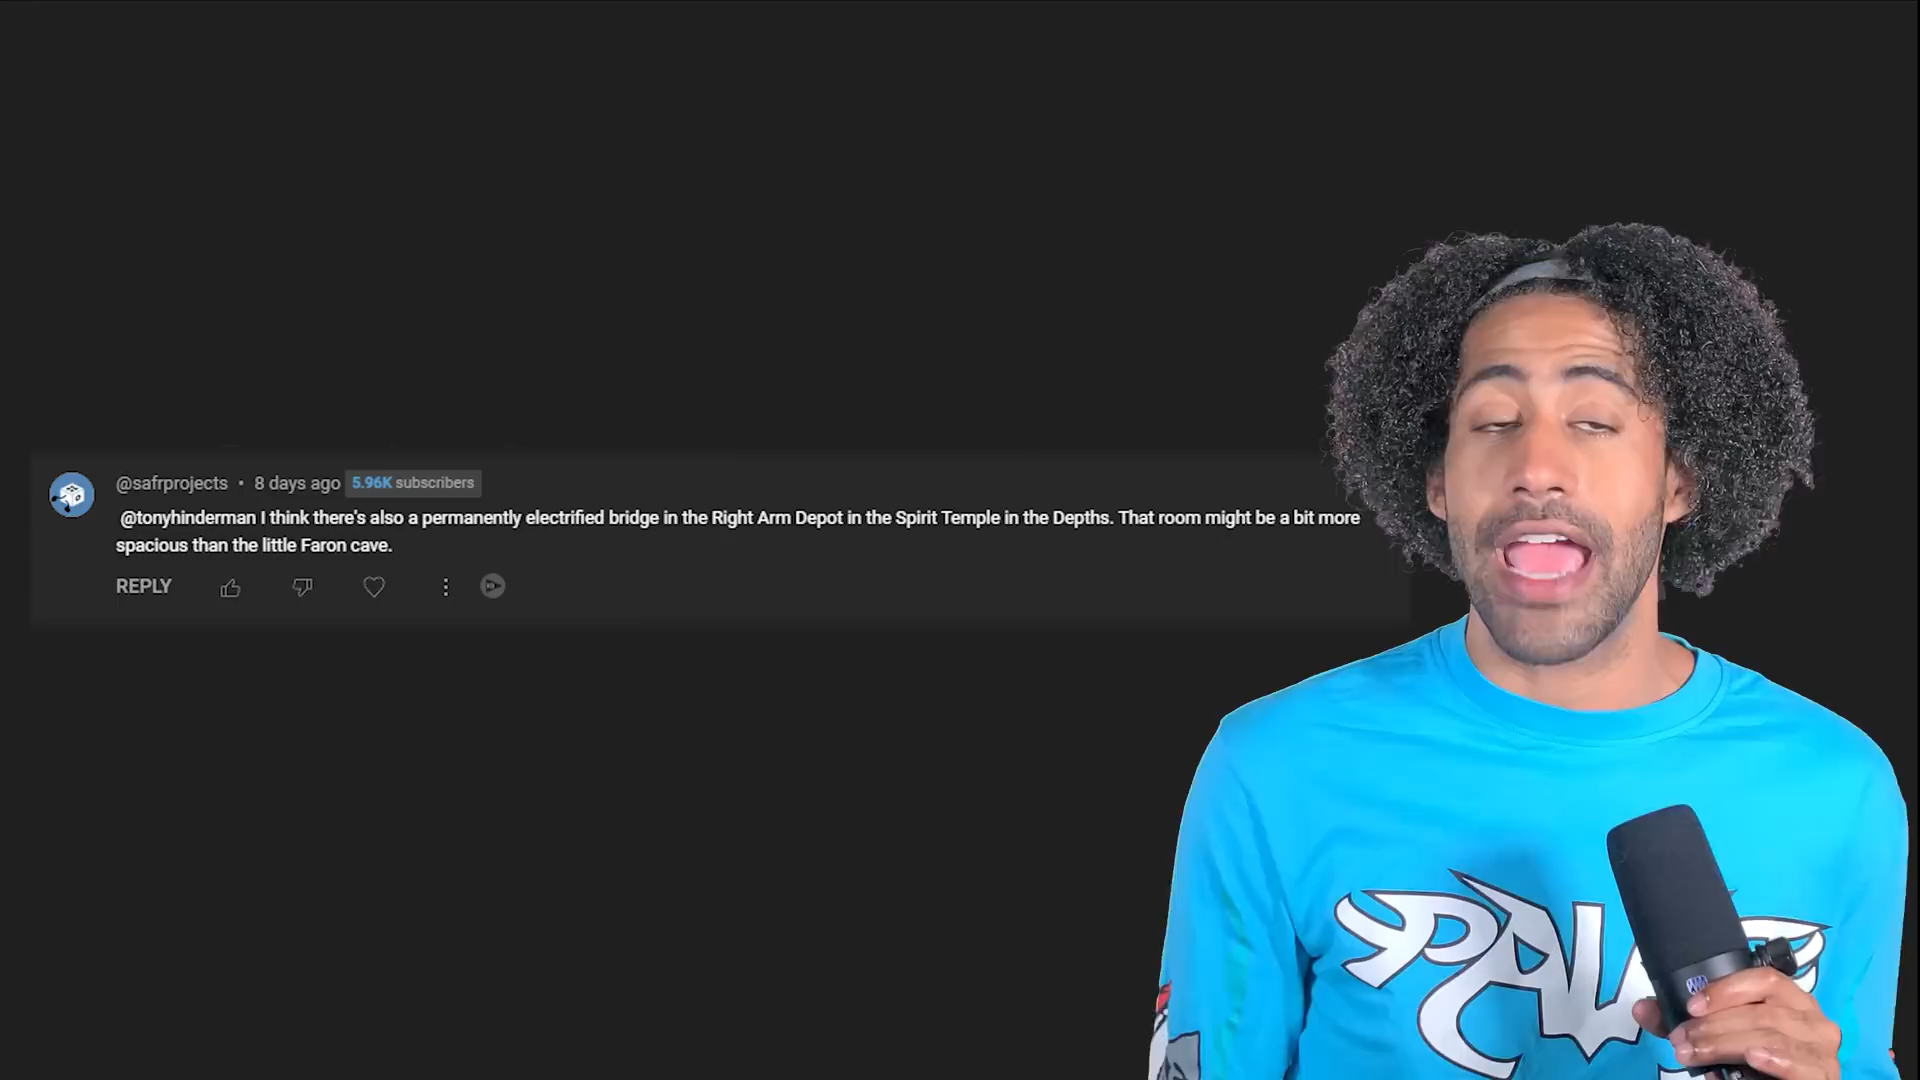 @safrprojects • 8 days ago 5.96K subscribers
@tonyhinderman I think there's also a permanently electrified bridge in the Right Arm Depot in the Spirit Temple in the Depths. That room might be a bit more
spacious than the little Faron cave.
REPLY